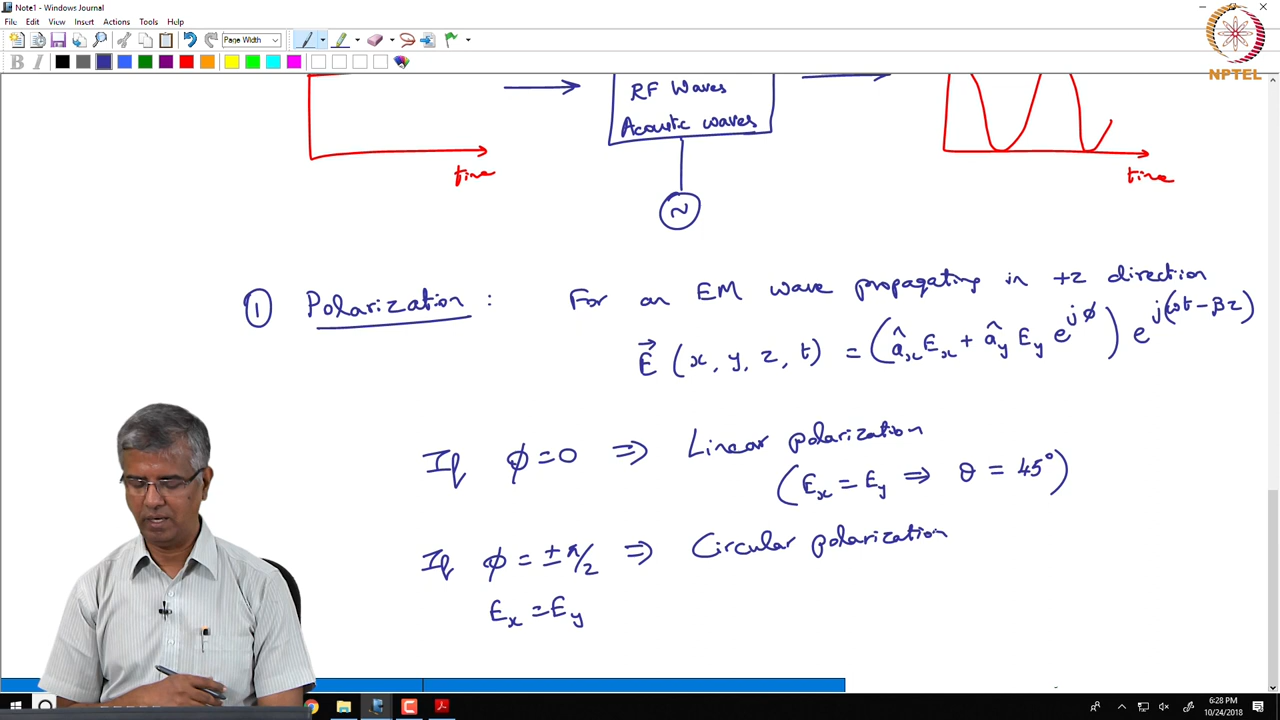 Note1 - Windows Journal
File Edit View Insert Actions Tools Help
Page Width
B I
NPTEL
RF Waves
Acoustic waves
time
time
~
① Polarization : For an EM wave propagating in +z direction
E⃗ (x, y, z, t) = (âx Ex + ây Ey e^jϕ) e^j(ωt - βz)
If ϕ = 0 ⇒ Linear polarization
(Ex = Ey ⇒ θ = 45°)
If ϕ = ± π/2 ⇒ Circular polarization
Ex = Ey
6:28 PM
10/24/2018